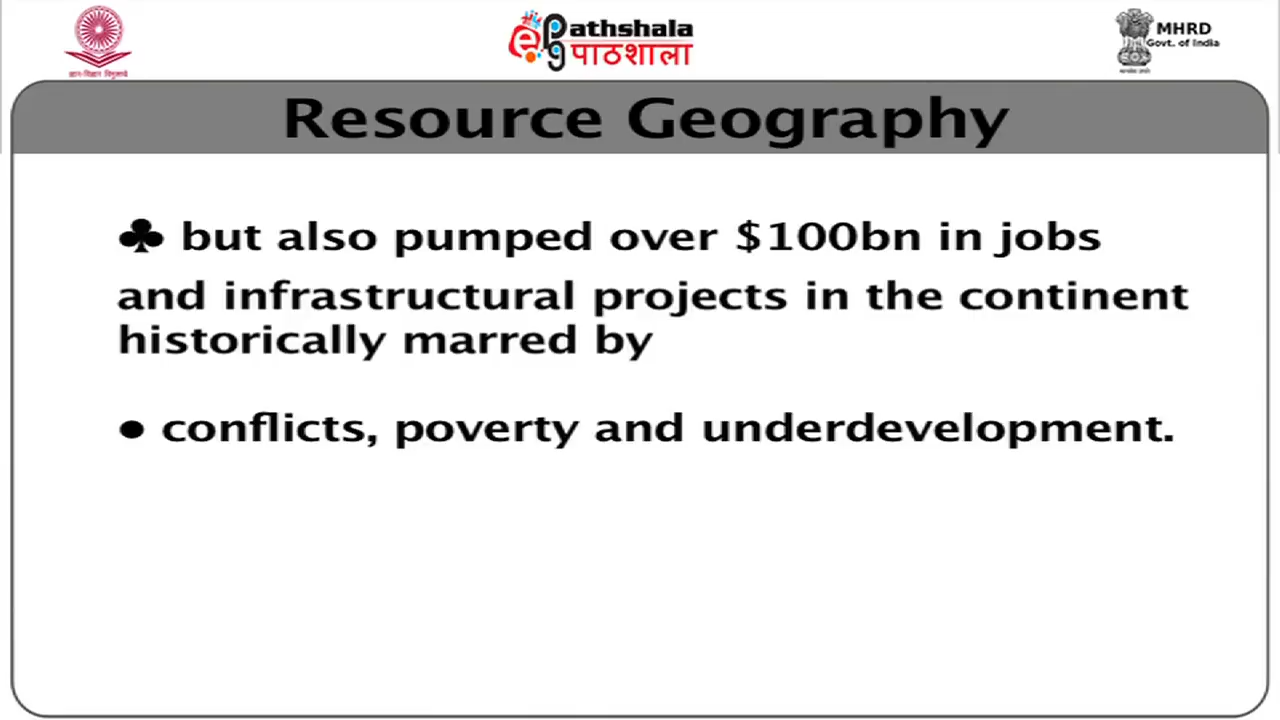 ePathshala
पाठशाला
MHRD
Govt. of India
Resource Geography
♣ but also pumped over $100bn in jobs
and infrastructural projects in the continent
historically marred by
● conflicts, poverty and underdevelopment.